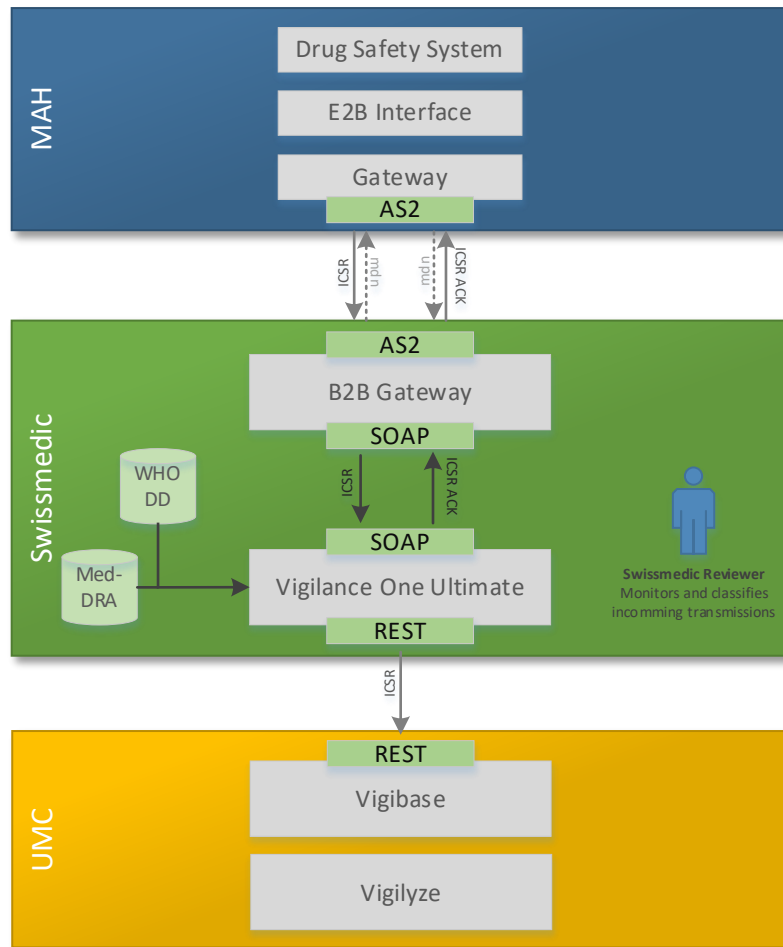 MAH
Drug Safety System
E2B Interface
Gateway
AS2
ICSR
mdn
mdn
ICSR ACK
Swissmedic
AS2
B2B Gateway
SOAP
ICSR
ICSR ACK
WHO
DD
Med-
DRA
SOAP
Vigilance One Ultimate
REST
Swissmedic Reviewer
Monitors and classifies
incomming transmissions
ICSR
UMC
REST
Vigibase
Vigilyze